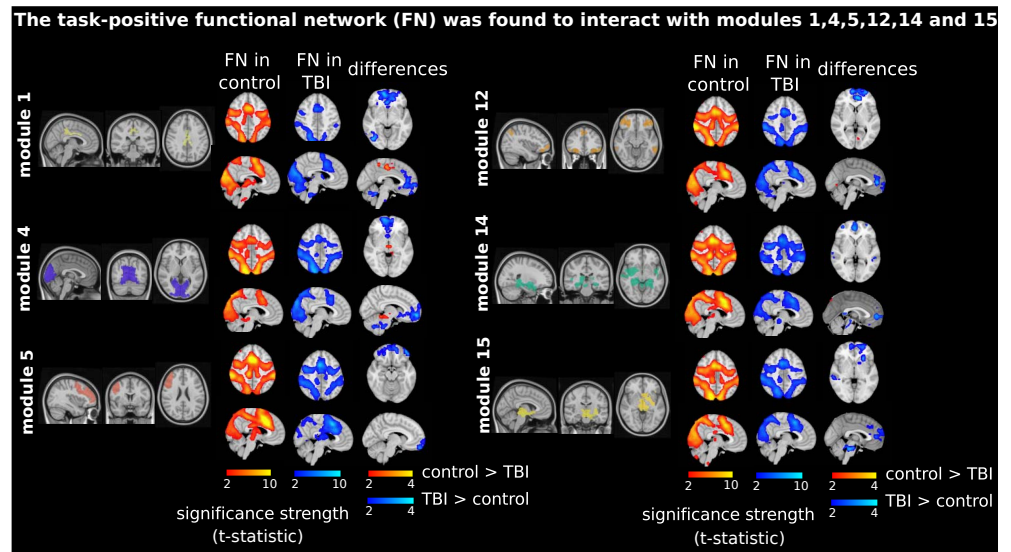 The task-positive functional network (FN) was found to interact with modules 1,4,5,12,14 and 15
FN in control
FN in TBI
differences
module 1
module 4
module 5
2 10
2 10
2 4
control > TBI
2 4
TBI > control
significance strength
(t-statistic)
FN in control
FN in TBI
differences
module 12
module 14
module 15
2 10
2 10
2 4
control > TBI
2 4
TBI > control
significance strength
(t-statistic)